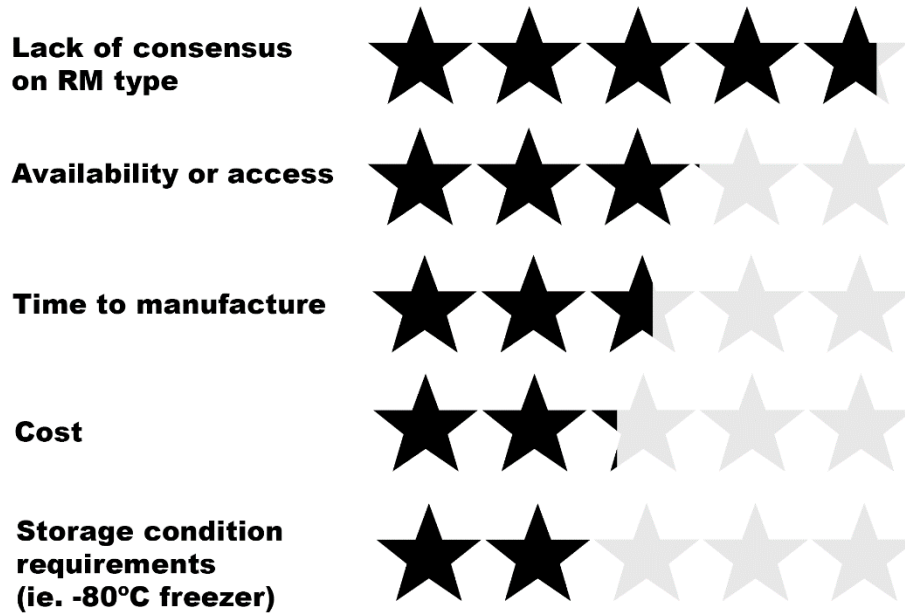 Lack of consensus
on RM type
Availability or access
Time to manufacture
Cost
Storage condition
requirements
(ie. -80ºC freezer)